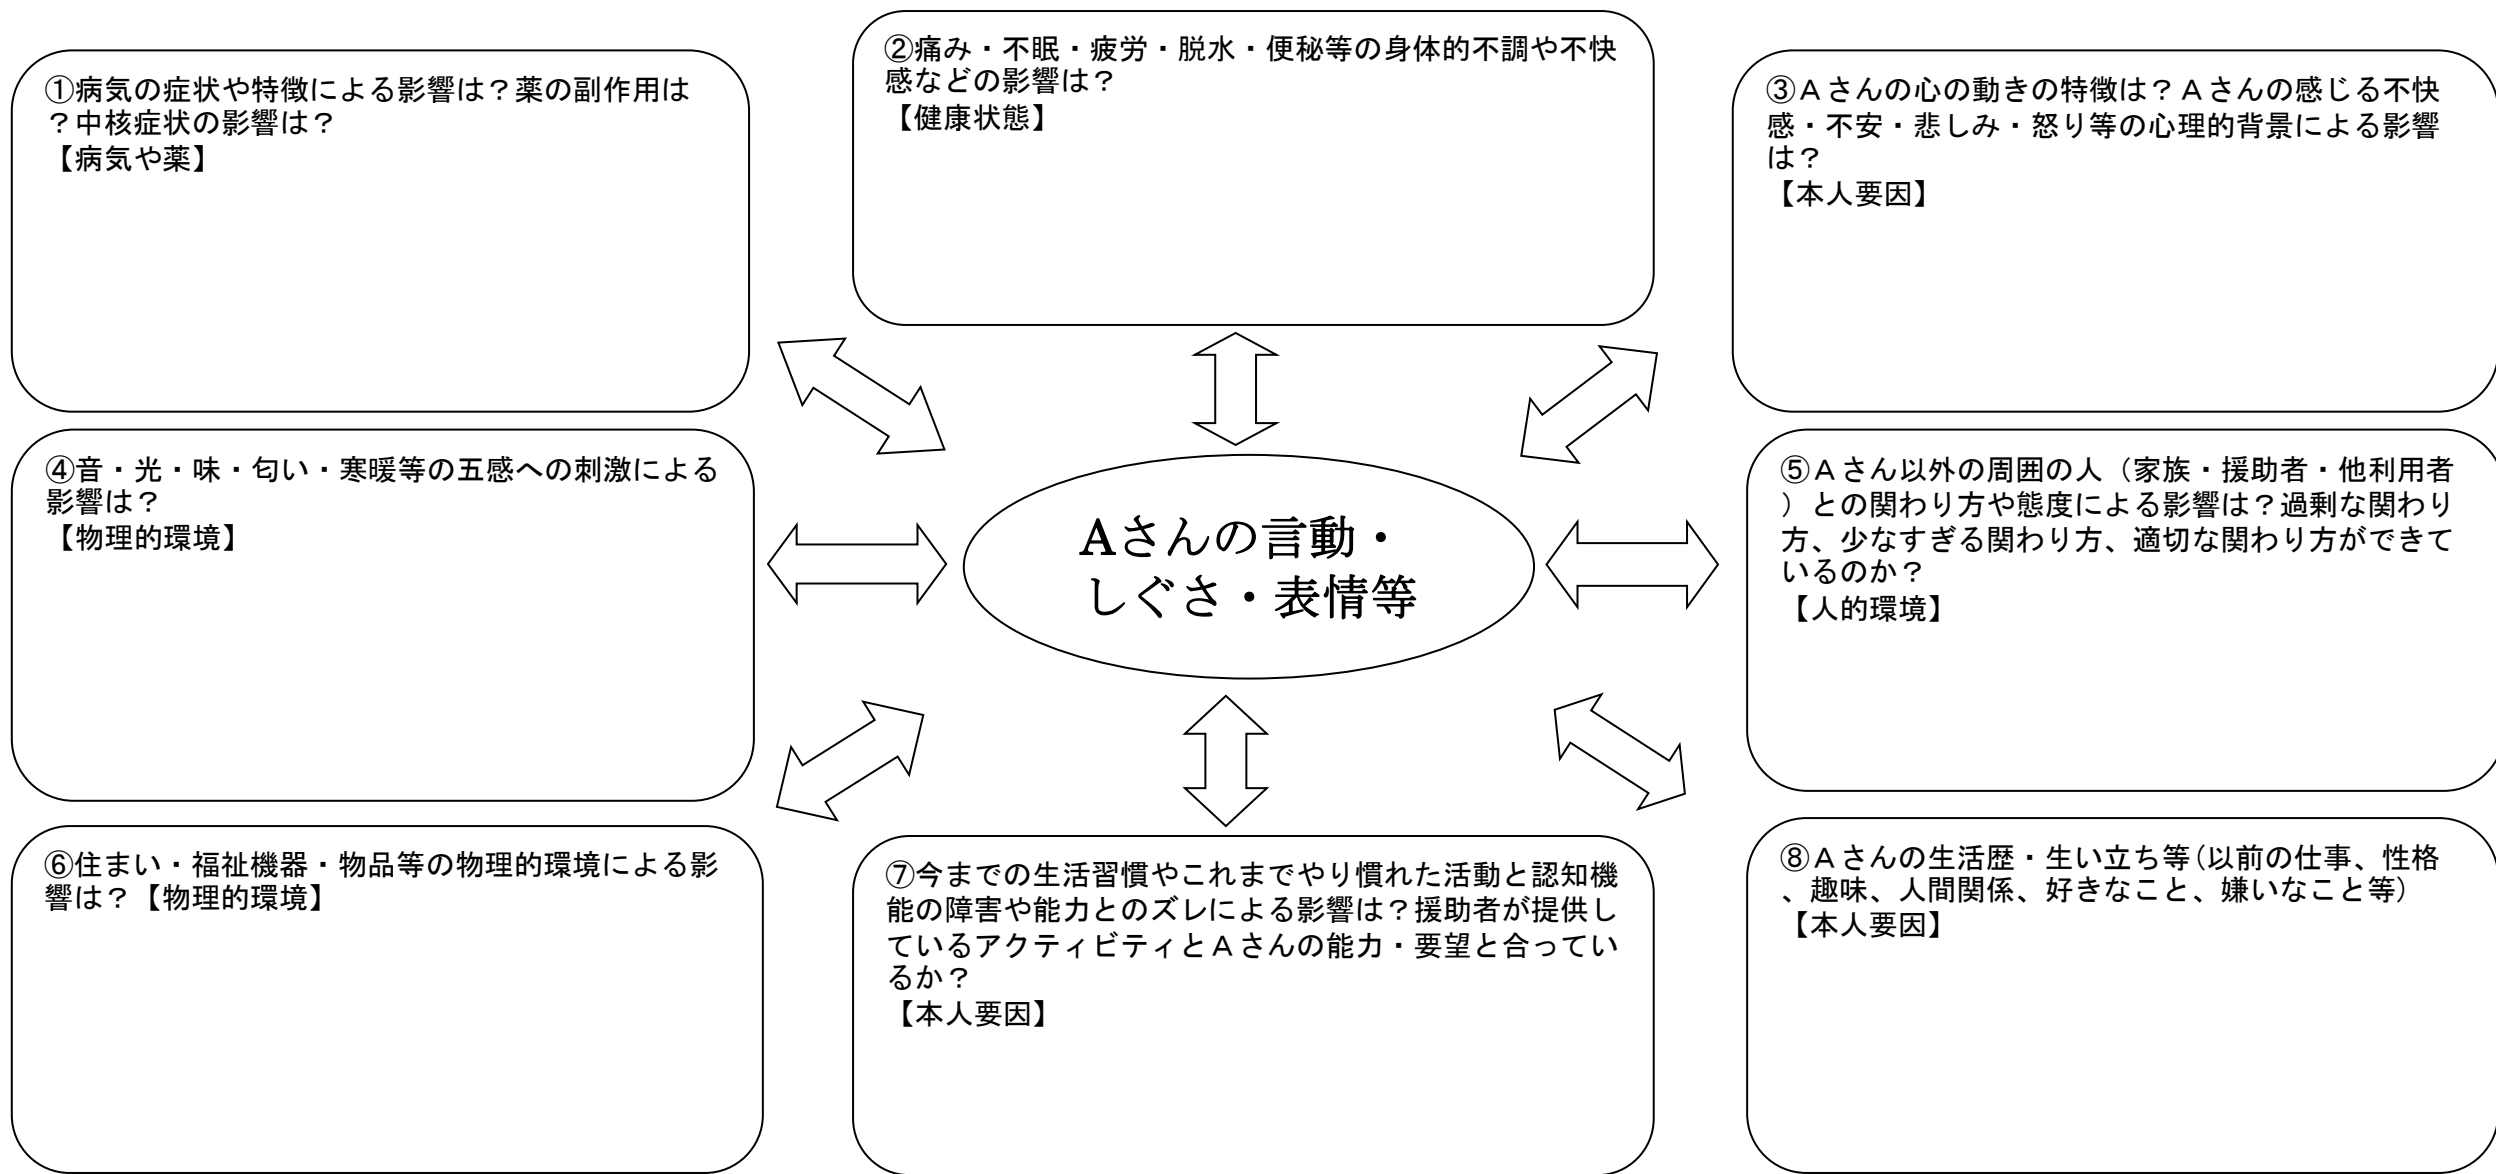 ①病気の症状や特徴による影響は？薬の副作用は
？中核症状の影響は？
【病気や薬】
②痛み・不眠・疲労・脱水・便秘等の身体的不調や不快
感などの影響は？
【健康状態】
③Ａさんの心の動きの特徴は？Ａさんの感じる不快
感・不安・悲しみ・怒り等の心理的背景による影響
は？
【本人要因】
④音・光・味・匂い・寒暖等の五感への刺激による
影響は？
【物理的環境】
Aさんの言動・
しぐさ・表情等
⑤Ａさん以外の周囲の人（家族・援助者・他利用者
）との関わり方や態度による影響は？過剰な関わり
方、少なすぎる関わり方、適切な関わり方ができて
いるのか？
【人的環境】
⑥住まい・福祉機器・物品等の物理的環境による影
響は？【物理的環境】
⑦今までの生活習慣やこれまでやり慣れた活動と認知機
能の障害や能力とのズレによる影響は？援助者が提供し
ているアクティビティとＡさんの能力・要望と合ってい
るか？
【本人要因】
⑧Ａさんの生活歴・生い立ち等(以前の仕事、性格
、趣味、人間関係、好きなこと、嫌いなこと等)
【本人要因】